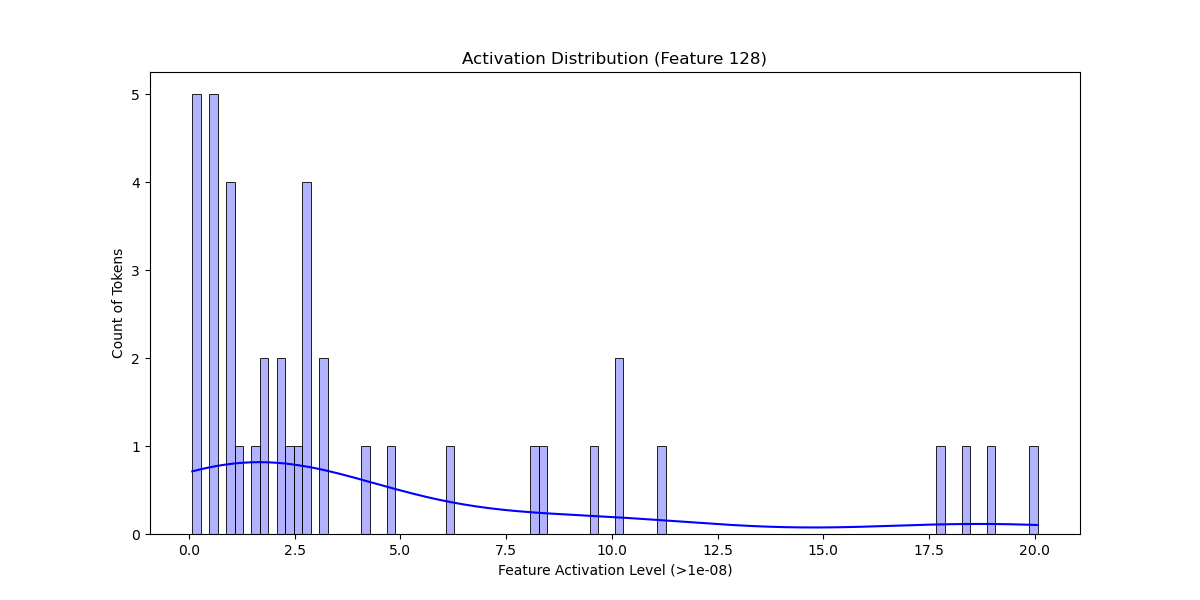 Activation Distribution (Feature 128)
5
4
3
2
1
0
Count of Tokens
0.0 2.5 5.0 7.5 10.0 12.5 15.0 17.5 20.0
Feature Activation Level (>1e-08)